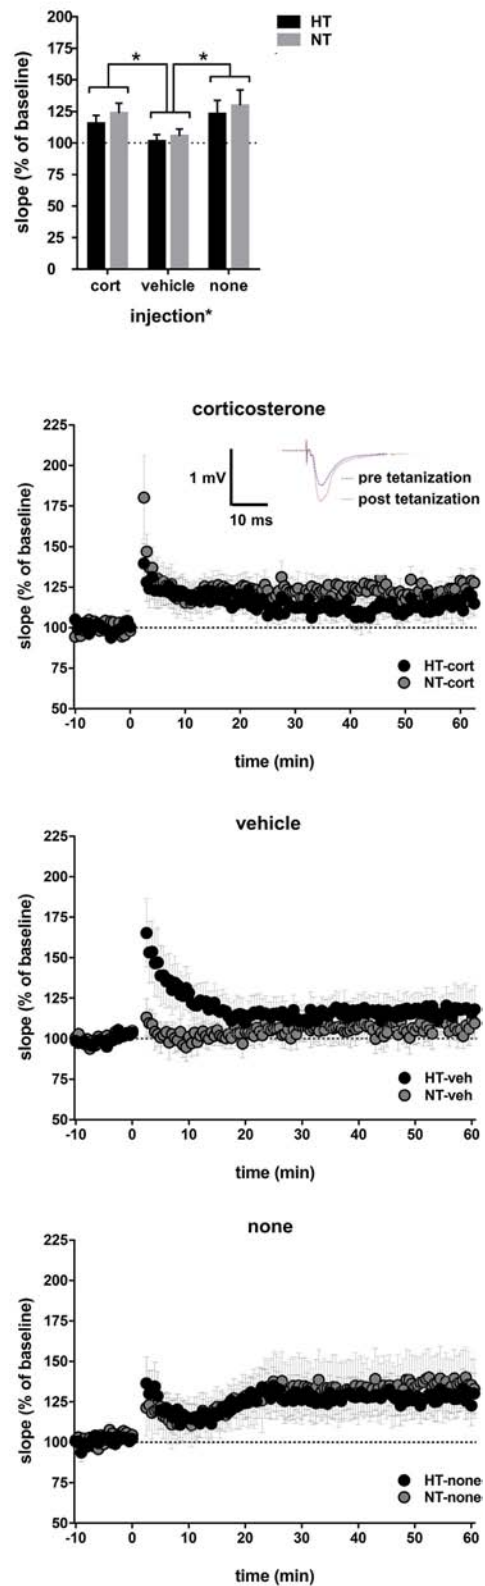 200
HT
NT
175
150
*
*
125
100
75
50
25
0
slope (% of baseline)
cort vehicle none
injection*
corticosterone
225
200
175
150
125
100
75
50
slope (% of baseline)
1 mV
10 ms
pre tetanization
post tetanization
HT-cort
NT-cort
-10 0 10 20 30 40 50 60
time (min)
vehicle
225
200
175
150
125
100
75
50
slope (% of baseline)
HT-veh
NT-veh
-10 0 10 20 30 40 50 60
time (min)
none
225
200
175
150
125
100
75
50
slope (% of baseline)
HT-none
NT-none
-10 0 10 20 30 40 50 60
time (min)